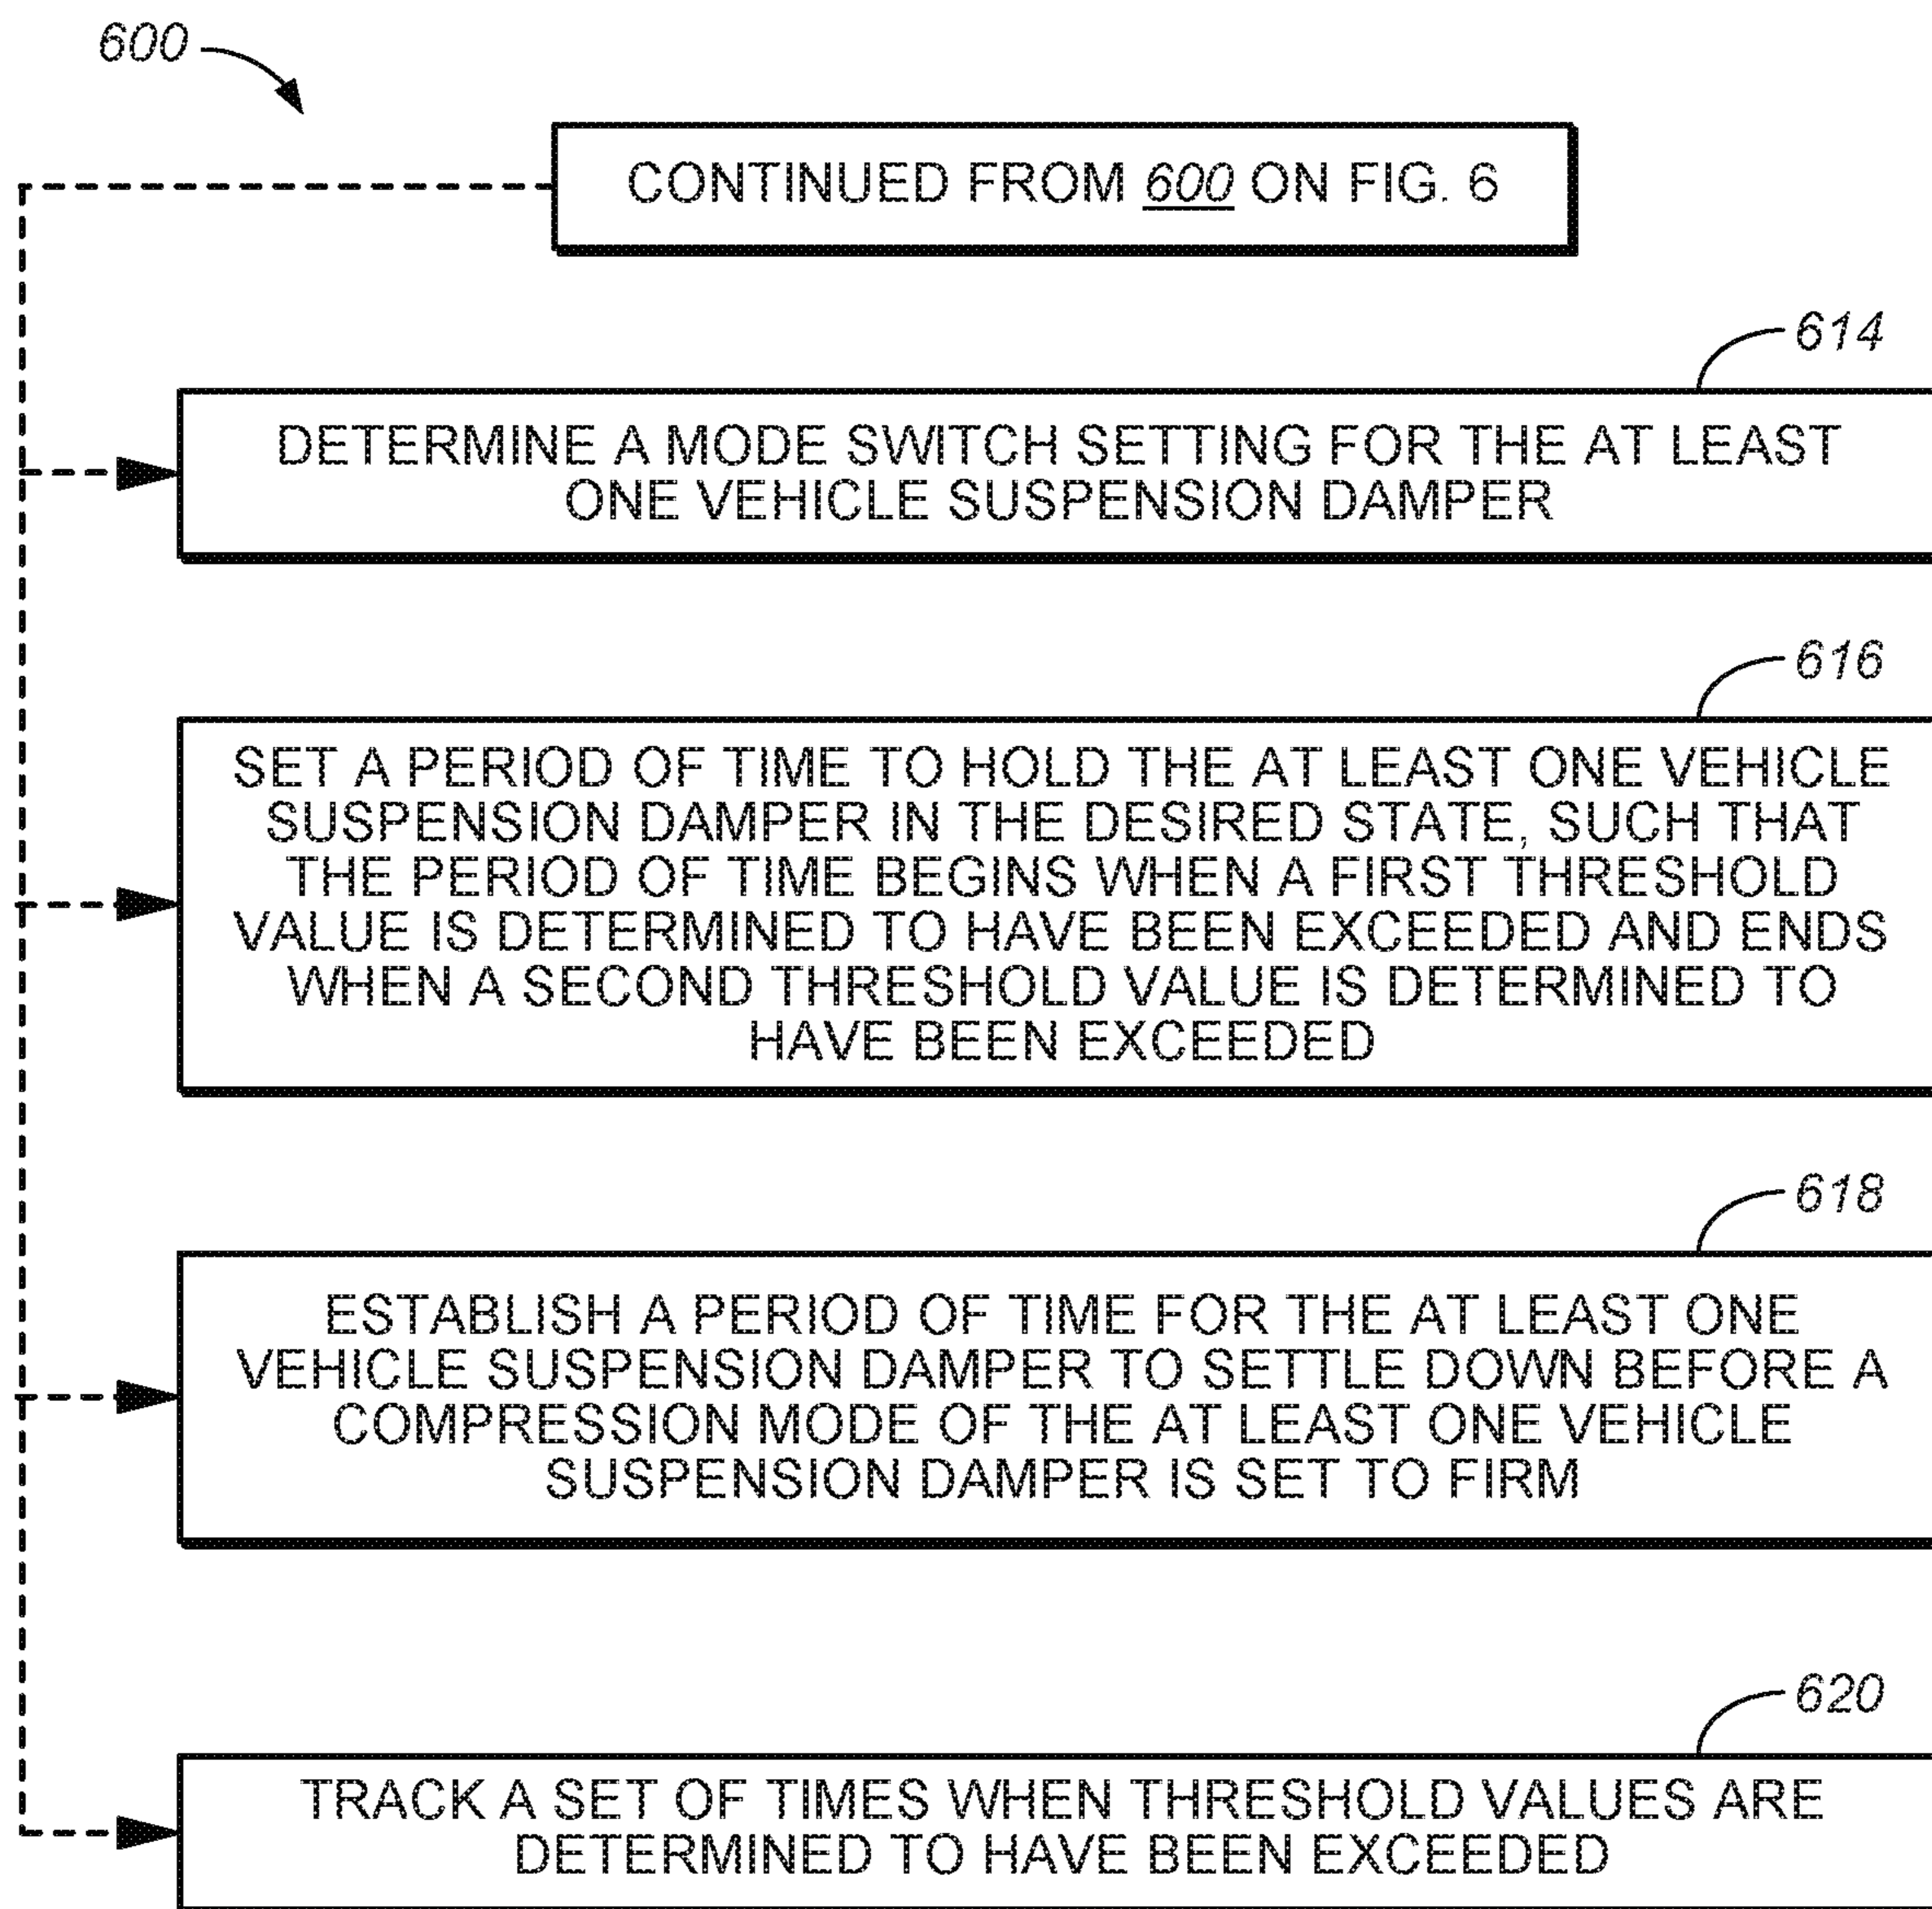 600
CONTINUED FROM 600 ON FIG. 6
614
DETERMINE A MODE SWITCH SETTING FOR THE AT LEAST
ONE VEHICLE SUSPENSION DAMPER
616
SET A PERIOD OF TIME TO HOLD THE AT LEAST ONE VEHICLE
SUSPENSION DAMPER IN THE DESIRED STATE, SUCH THAT
THE PERIOD OF TIME BEGINS WHEN A FIRST THRESHOLD
VALUE IS DETERMINED TO HAVE BEEN EXCEEDED AND ENDS
WHEN A SECOND THRESHOLD VALUE IS DETERMINED TO
HAVE BEEN EXCEEDED
618
ESTABLISH A PERIOD OF TIME FOR THE AT LEAST ONE
VEHICLE SUSPENSION DAMPER TO SETTLE DOWN BEFORE A
COMPRESSION MODE OF THE AT LEAST ONE VEHICLE
SUSPENSION DAMPER IS SET TO FIRM
620
TRACK A SET OF TIMES WHEN THRESHOLD VALUES ARE
DETERMINED TO HAVE BEEN EXCEEDED